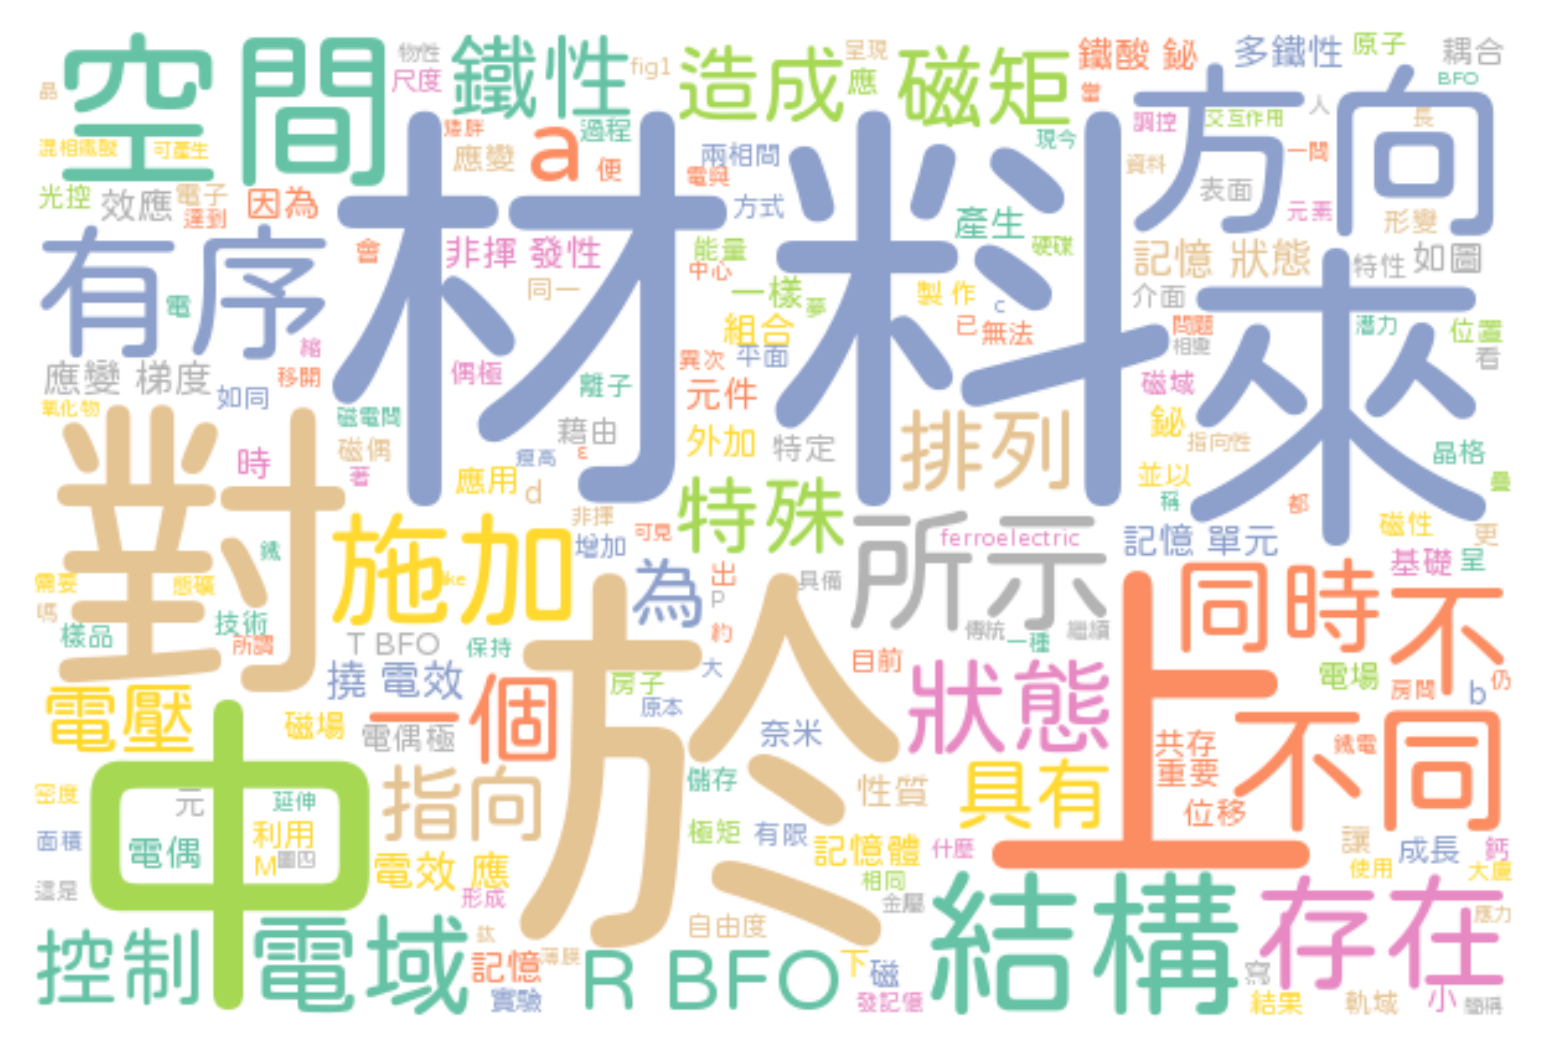 空間
物性
尺度
鐵性
fig1
造成
呈現
應
磁矩
鐵酸 鉍
當
多鐵性
原子
耦合
BFO
晶
混相鐵酸
可產生
矮胖
應變
a
過程
便
兩相間
電與
現今
調控
交互作用
人
長
方向
資料
一間
光控
效應
電子
達到
因為
材料
方式
表面
元素
形變
有序
電
會
非揮 發性
能量
中心
產生
硬碟
記憶 狀態
特性
如圖
同一
一樣
夢
製 作
c
介面
來
縮
組合
平面
已
無法
問題
相變
潛力
位置
看
應變 梯度
移開
如同
偶極
異次
離子
元件
磁域
氧化物
磁電間
對
磁偶
藉由
外加
特定
排列
鉍
指向性
時
著
瘦高
ε
應用
d
並以
晶格
疊
稱
都
特殊
非揮
可見
所示
ferroelectric
磁性
更
施加
ke
增加
記憶 單元
基礎
呈
鐵
需要
態礦
嗎
為
出
P
具備
於
上
同時
不
樣品
技術
所謂
T BFO
保持
約
傳統
一種
繼續
撓 電效
大
目前
電場
房間
b
仍
電壓
磁場
一個
房子
原本
狀態
電偶極
奈米
不同
鐵電
共存
重要
中
密度
元
延伸
指向
儲存
性質
具有
位移
面積
電偶
利用
M
圖四
極矩
有限
記憶體
什麼
讓
成長
鈣
使用
大廈
這是
電效 應
形成
相同
金屬
結構
存在
應力
控制
電域
鈦
自由度
記憶
薄膜
R BFO
下
磁
寫
實驗
發記憶
結果
軌域
小
簡稱